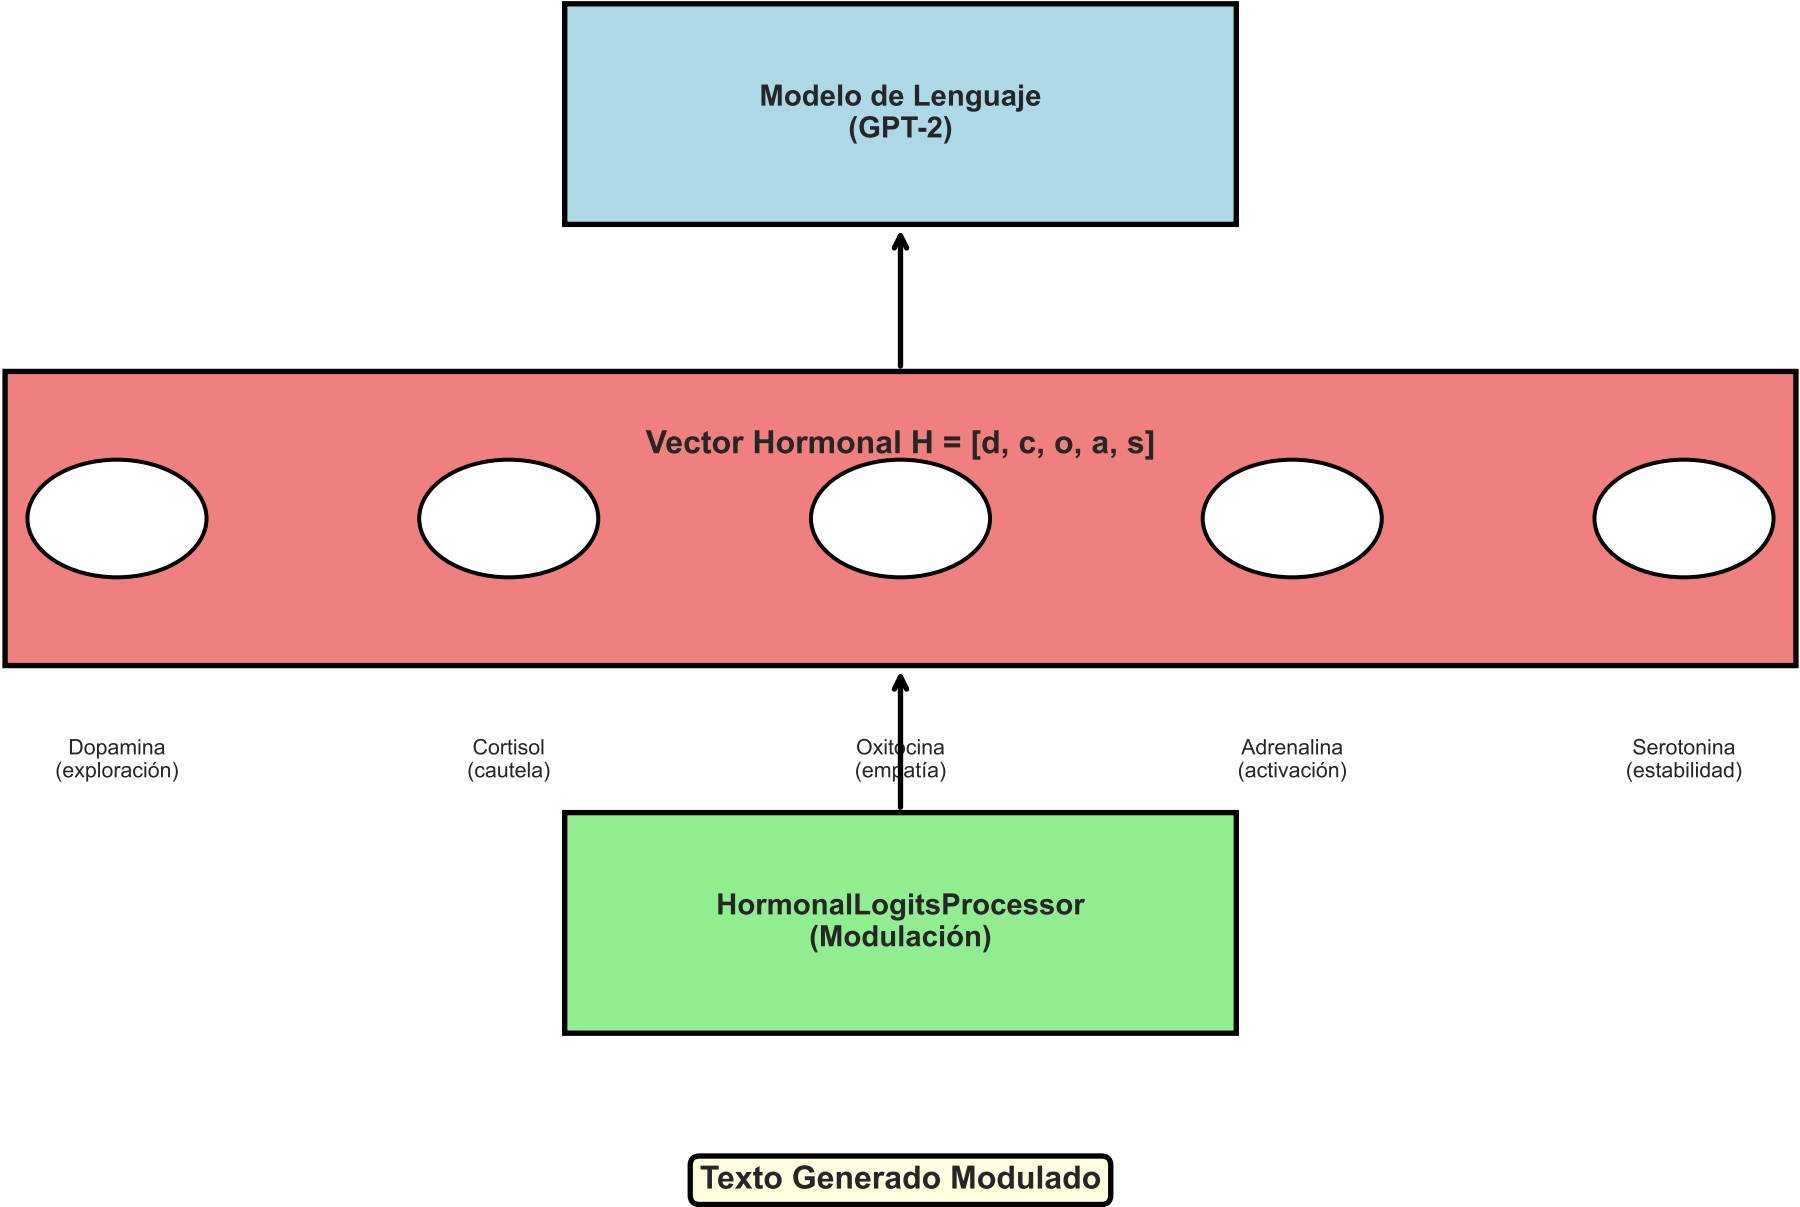 Modelo de Lenguaje
(GPT-2)
Vector Hormonal H = [d, c, o, a, s]
Dopamina
(exploración)
Cortisol
(cautela)
Oxitocina
(empatía)
Adrenalina
(activación)
Serotonina
(estabilidad)
HormonalLogitsProcessor
(Modulación)
Texto Generado Modulado